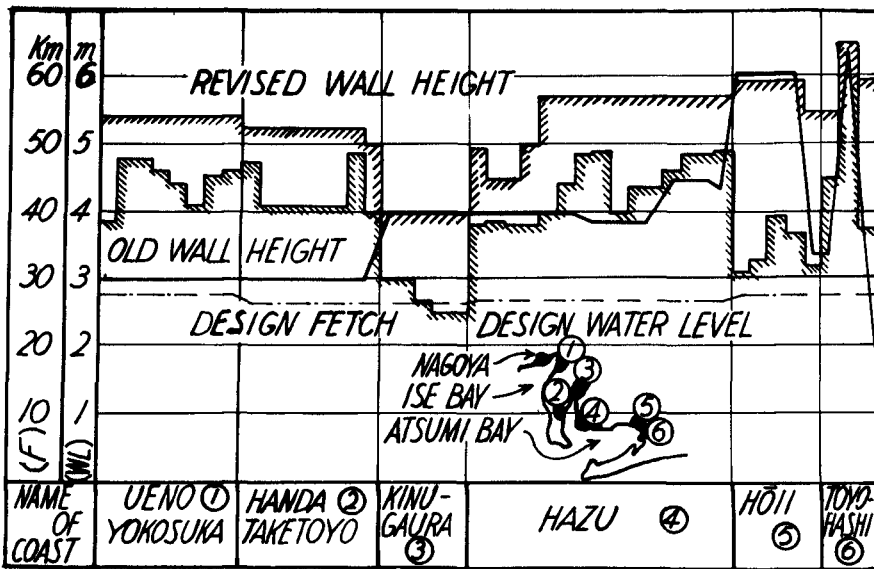 Km m
60 6
REVISED WALL HEIGHT
50 5
40 4
OLD WALL HEIGHT
30 3
DESIGN FETCH DESIGN WATER LEVEL
20 2
NAGOYA
ISE BAY
ATSUMI BAY
① ② ③ ④ ⑤ ⑥
10 1
(F) (WL)
NAME OF COAST
UENO ① YOKOSUKA
HANDA ② TAKETOYO
KINU-
GAURA
③
HAZU ④
HŌII
⑤
TOYO-
HASHI
⑥